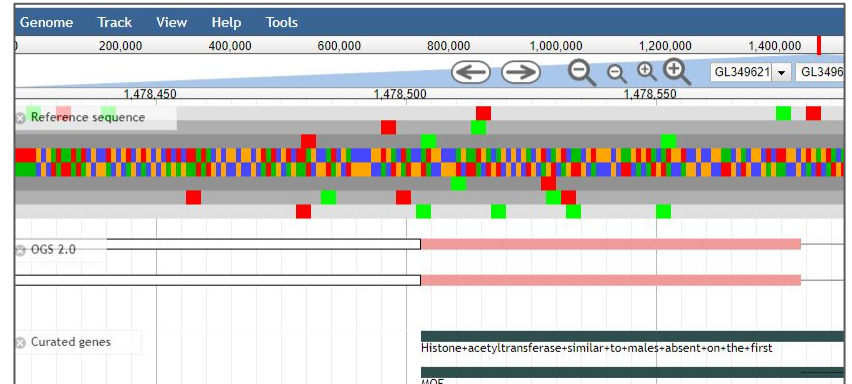 Genome Track View Help Tools
200,000 400,000 600,000 800,000 1,000,000 1,200,000 1,400,000
GL349621 GL3496
1,478,450 1,478,500 1,478,550
Reference sequence
OGS 2.0
Curated genes
Histone+acetyltransferase+similar+to+males+absent+on+the+first
MOF